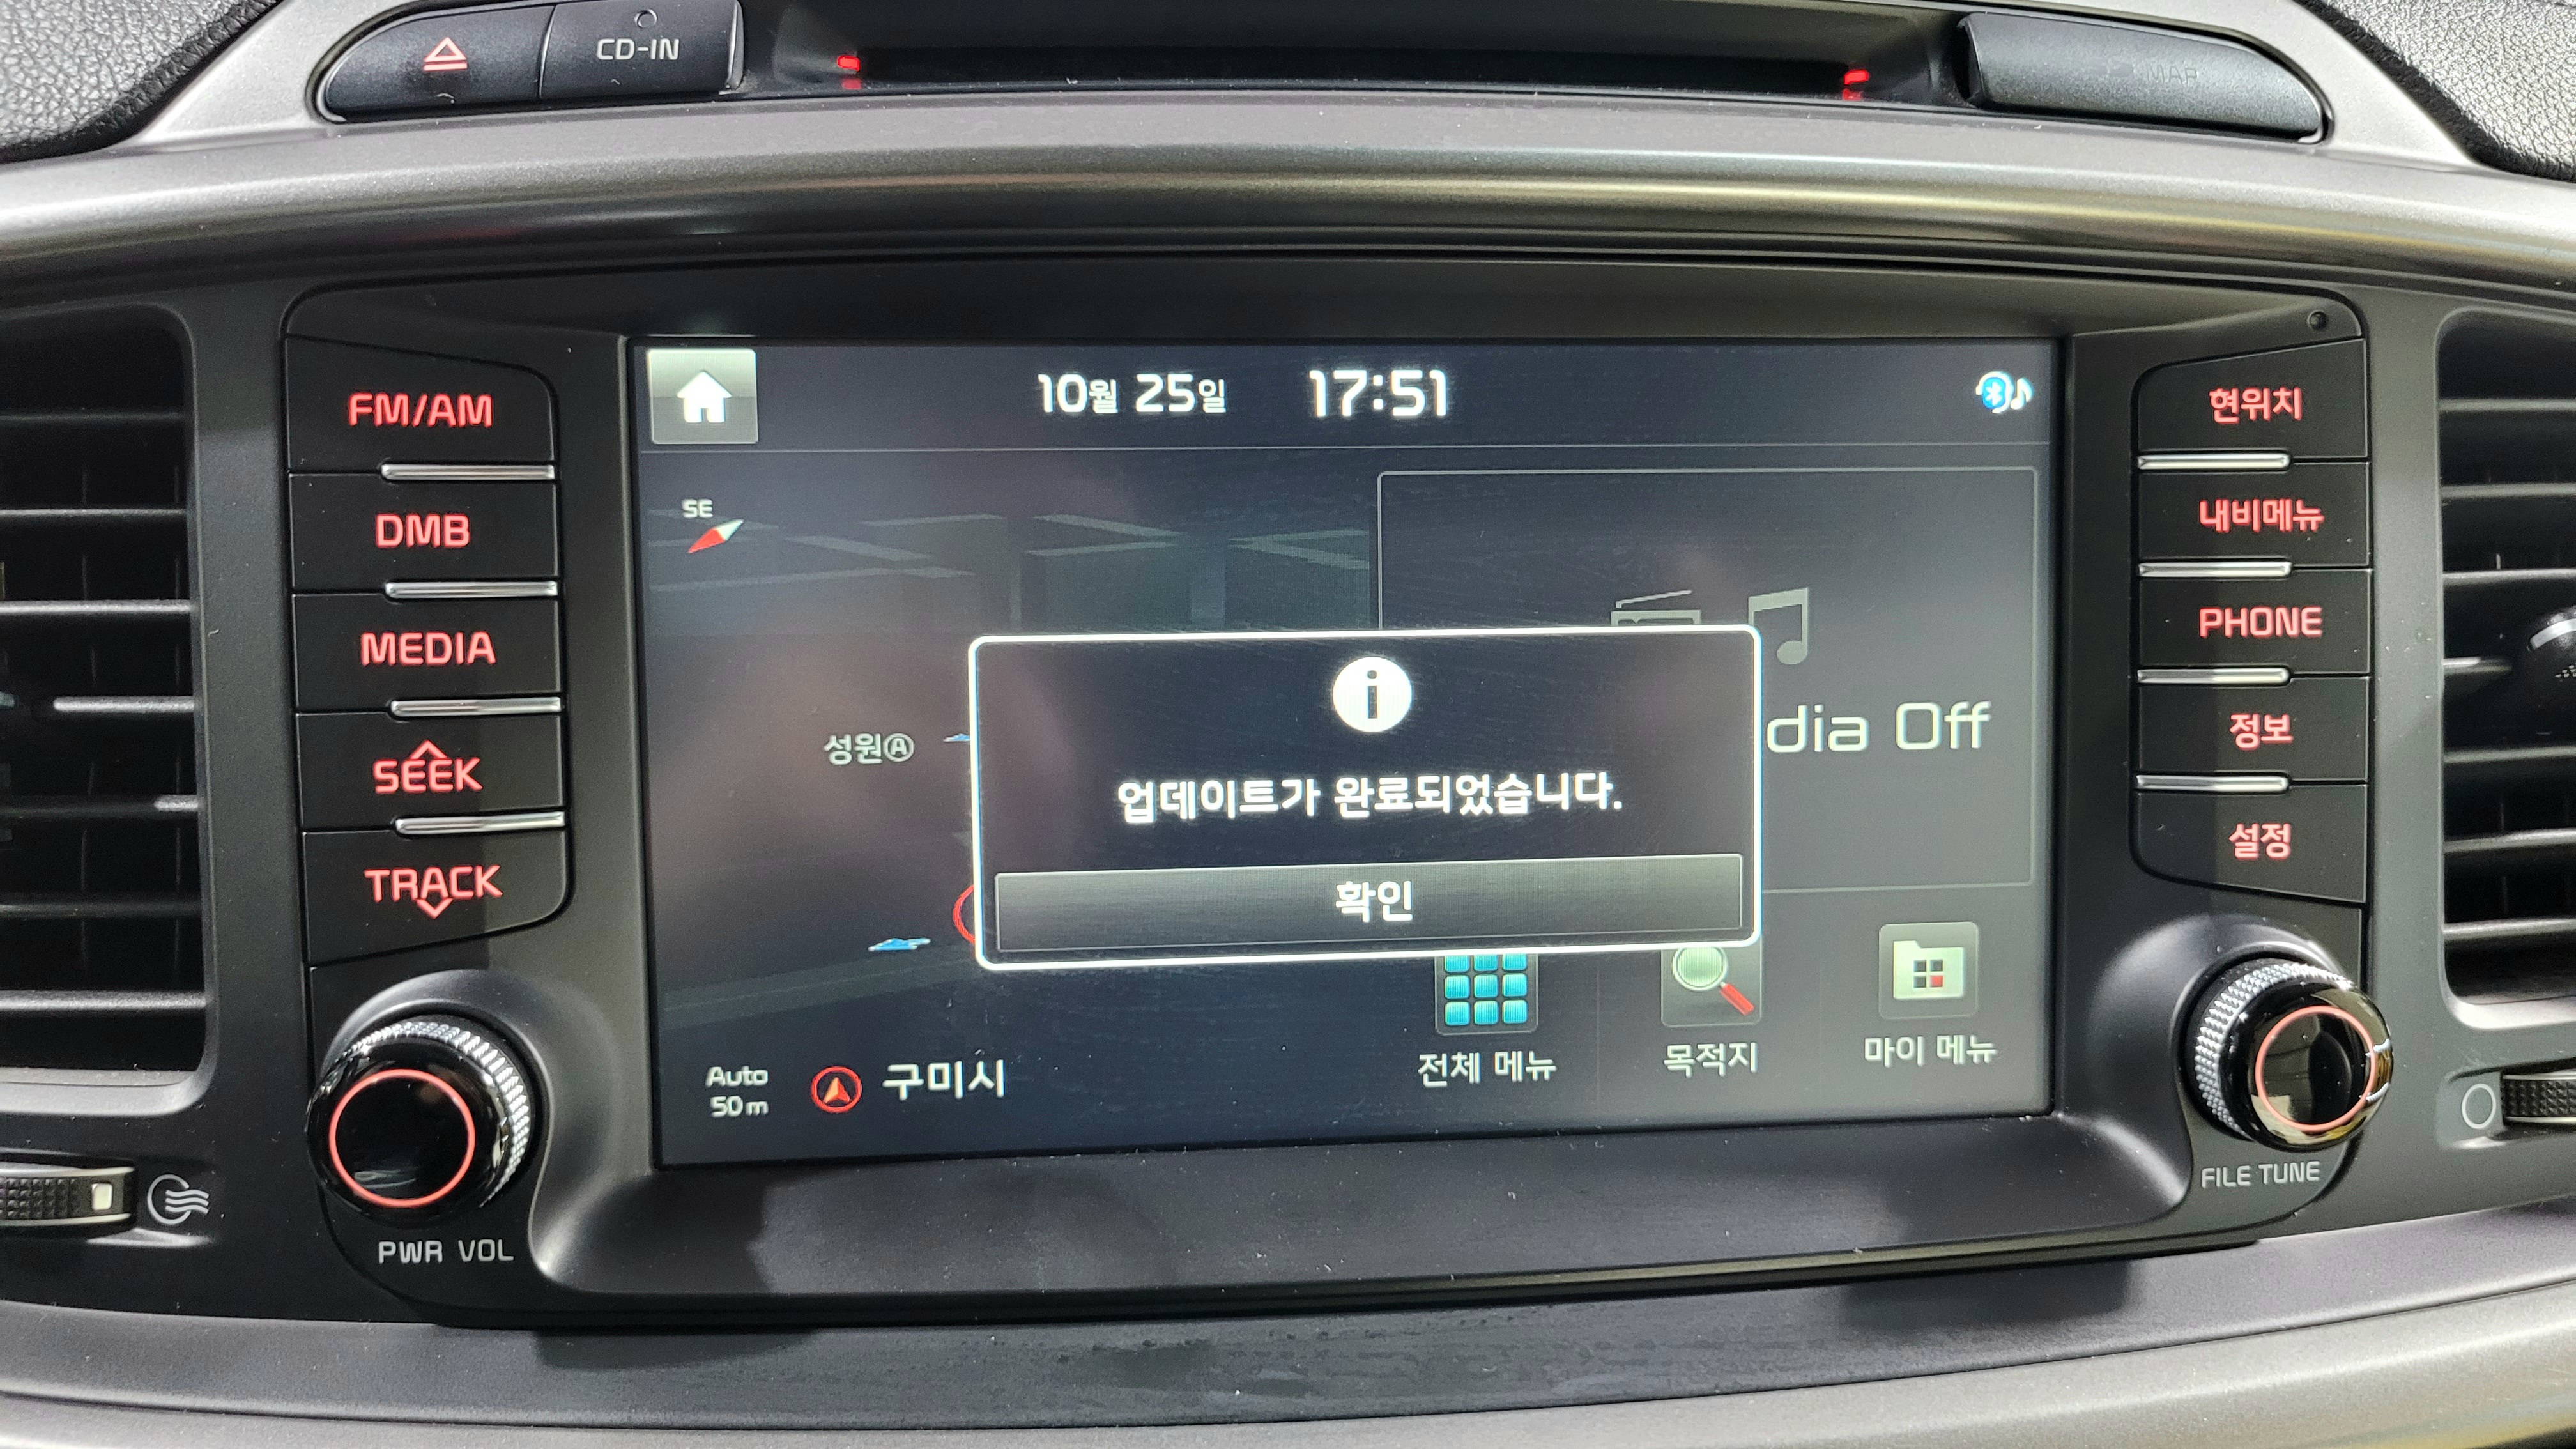 CD-IN
MAP
FM/AM
DMB
MEDIA
SEEK
TRACK
PWR VOL
10월 25일 17:51
SE
성원Ⓐ
dia Off
업데이트가 완료되었습니다.
확인
Auto
50m
구미시
전체 메뉴
목적지
마이 메뉴
현위치
내비메뉴
PHONE
정보
설정
FILE TUNE